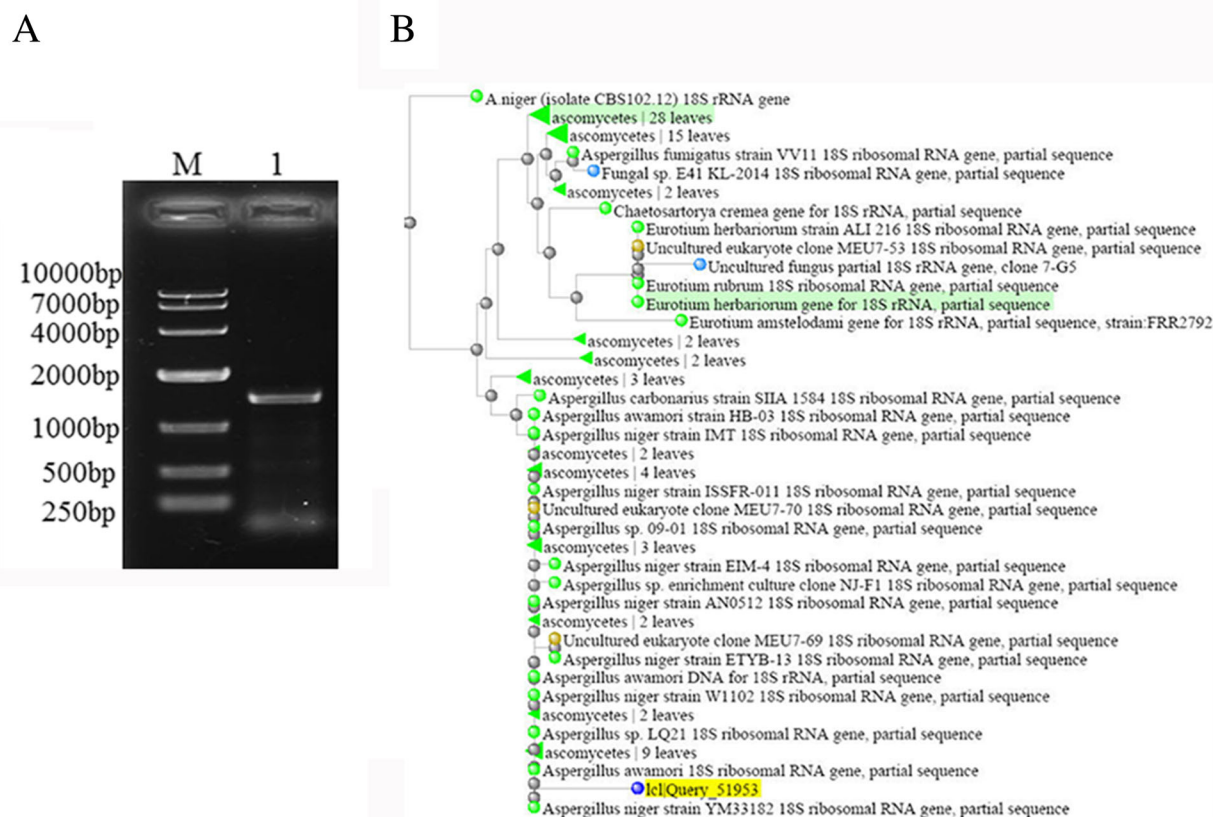 A
B
M 1
10000bp
7000bp
4000bp
2000bp
1000bp
500bp
250bp
A.niger (isolate CBS102.12) 18S rRNA gene
ascomycetes | 28 leaves
ascomycetes | 15 leaves
Aspergillus fumigatus strain VV11 18S ribosomal RNA gene, partial sequence
Fungal sp. E41 KL-2014 18S ribosomal RNA gene, partial sequence
ascomycetes | 2 leaves
Chaetosartorya cremea gene for 18S rRNA, partial sequence
Eurotium herbariorum strain ALI 216 18S ribosomal RNA gene, partial sequence
Uncultured eukaryote clone MEU7-53 18S ribosomal RNA gene, partial sequence
Uncultured fungus partial 18S rRNA gene, clone 7-G5
Eurotium rubrum 18S ribosomal RNA gene, partial sequence
Eurotium herbariorum gene for 18S rRNA, partial sequence
Eurotium amstelodami gene for 18S rRNA, partial sequence, strain:FRR2792
ascomycetes | 2 leaves
ascomycetes | 2 leaves
ascomycetes | 3 leaves
Aspergillus carbonarius strain SIIA 1584 18S ribosomal RNA gene, partial sequence
Aspergillus awamori strain HB-03 18S ribosomal RNA gene, partial sequence
Aspergillus niger strain IMT 18S ribosomal RNA gene, partial sequence
ascomycetes | 2 leaves
ascomycetes | 4 leaves
Aspergillus niger strain ISSFR-011 18S ribosomal RNA gene, partial sequence
Uncultured eukaryote clone MEU7-70 18S ribosomal RNA gene, partial sequence
Aspergillus sp. 09-01 18S ribosomal RNA gene, partial sequence
ascomycetes | 3 leaves
Aspergillus niger strain EIM-4 18S ribosomal RNA gene, partial sequence
Aspergillus sp. enrichment culture clone NJ-F1 18S ribosomal RNA gene, partial sequence
Aspergillus niger strain AN0512 18S ribosomal RNA gene, partial sequence
ascomycetes | 2 leaves
Uncultured eukaryote clone MEU7-69 18S ribosomal RNA gene, partial sequence
Aspergillus niger strain ETYB-13 18S ribosomal RNA gene, partial sequence
Aspergillus awamori DNA for 18S rRNA, partial sequence
Aspergillus niger strain W1102 18S ribosomal RNA gene, partial sequence
ascomycetes | 2 leaves
Aspergillus sp. LQ21 18S ribosomal RNA gene, partial sequence
ascomycetes | 9 leaves
Aspergillus awamori 18S ribosomal RNA gene, partial sequence
lcl|Query_51953
Aspergillus niger strain YM33182 18S ribosomal RNA gene, partial sequence